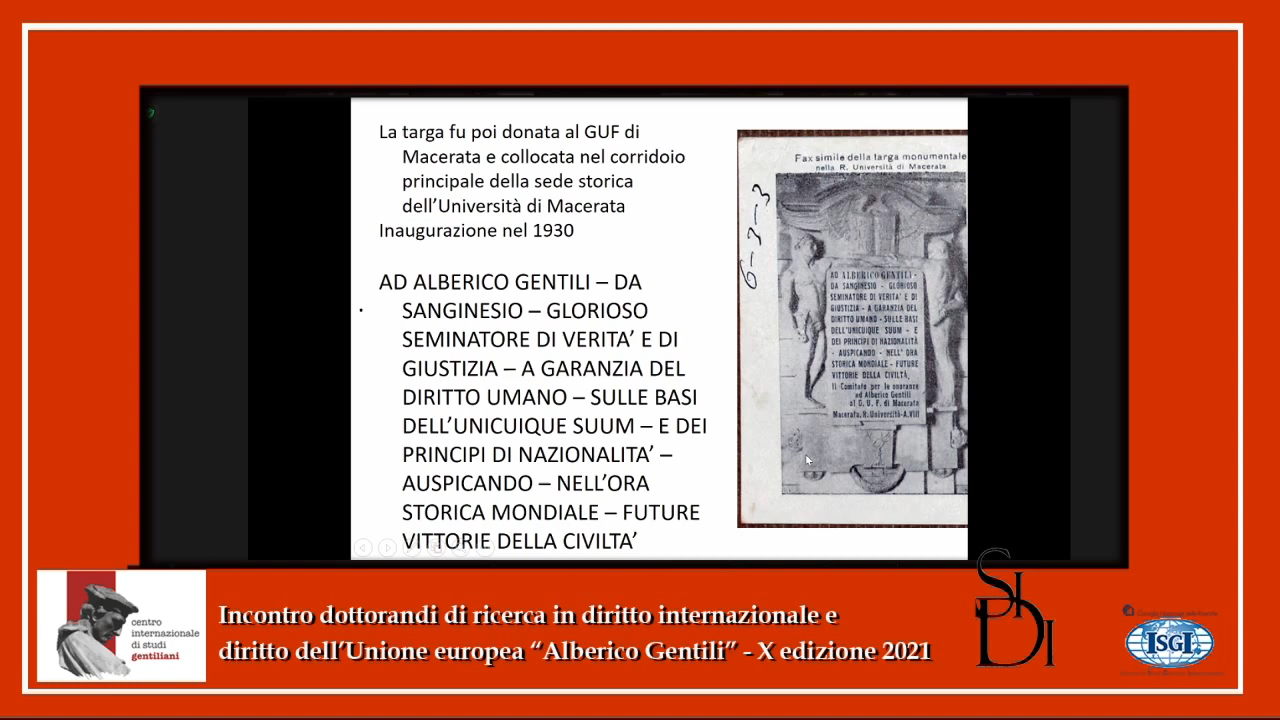 La targa fu poi donata al GUF di
Macerata e collocata nel corridoio
principale della sede storica
dell'Università di Macerata
Inaugurazione nel 1930
AD ALBERICO GENTILI – DA
SANGINESIO – GLORIOSO
SEMINATORE DI VERITA' E DI
GIUSTIZIA – A GARANZIA DEL
DIRITTO UMANO – SULLE BASI
DELL'UNICUIQUE SUUM – E DEI
PRINCIPI DI NAZIONALITA' –
AUSPICANDO – NELL'ORA
STORICA MONDIALE – FUTURE
VITTORIE DELLA CIVILTA'
Fax simile della targa monumentale
nella R. Università di Macerata
6-3-3
AD ALBERICO GENTILI -
DA SANGINESIO - GLORIOSO
SEMINATORE DI VERITA' E DI
GIUSTIZIA - A GARANZIA DEL
DIRITTO UMANO - SULLE BASI
DELL'UNICUIQUE SUUM - E
DEI PRINCIPI DI NAZIONALITÀ
- AUSPICANDO - NELL'ORA
STORICA MONDIALE - FUTURE
VITTORIE DELLA CIVILTÀ.
Il Comitato per le onoranze
ad Alberico Gentili
al G. U. F. di Macerata
Macerata, R. Università-A. VIII
centro
internazionale
di studi
gentiliani
Incontro dottorandi di ricerca in diritto internazionale e
diritto dell'Unione europea “Alberico Gentili” - X edizione 2021
SIDI
Consiglio Nazionale delle Ricerche
ISGI